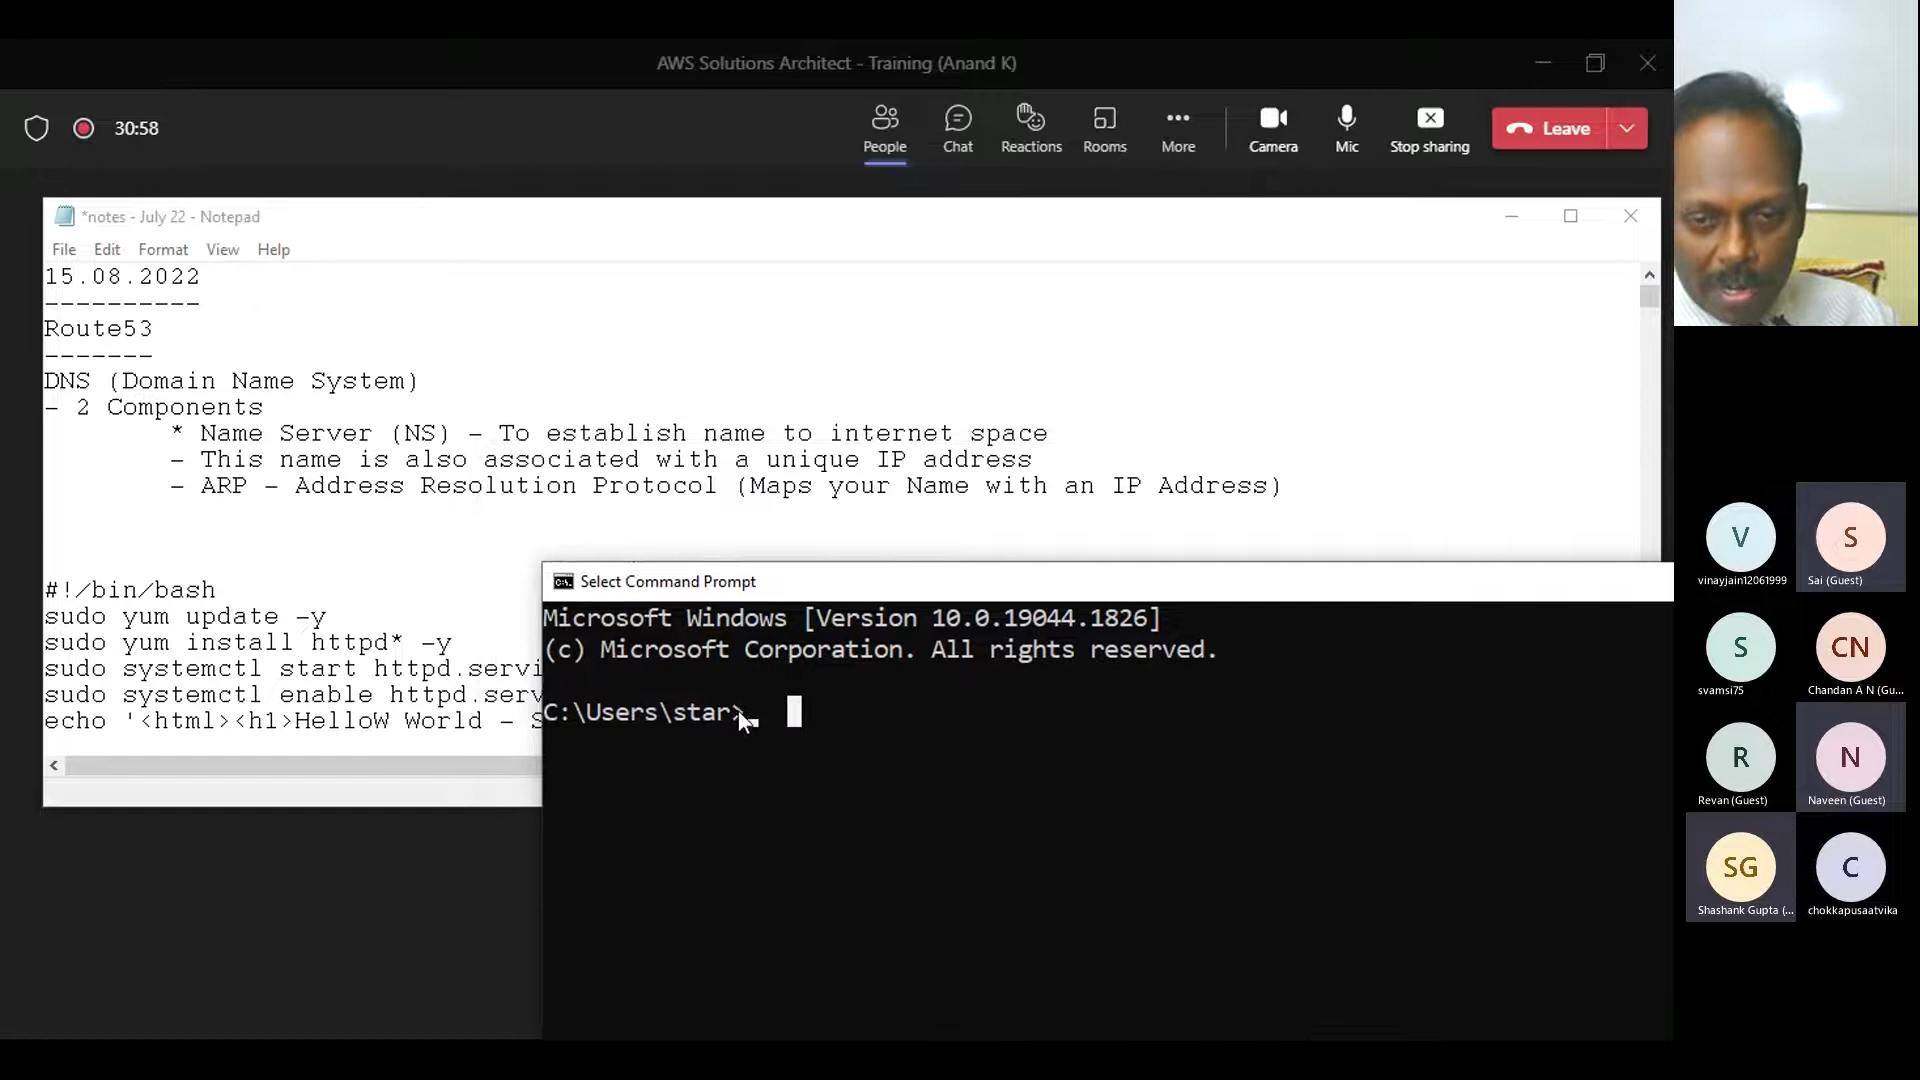 AWS Solutions Architect - Training (Anand K)
30:58
People
Chat
Reactions
Rooms
More
Camera
Mic
Stop sharing
Leave
*notes - July 22 - Notepad
File Edit Format View Help
15.08.2022
----------
Route53
-------
DNS (Domain Name System)
- 2 Components
* Name Server (NS) - To establish name to internet space
- This name is also associated with a unique IP address
- ARP - Address Resolution Protocol (Maps your Name with an IP Address)
#!/bin/bash
sudo yum update -y
sudo yum install httpd* -y
sudo systemctl start httpd.servi
sudo systemctl enable httpd.serv
echo '<html><h1>HelloW World - S
Select Command Prompt
Microsoft Windows [Version 10.0.19044.1826]
(c) Microsoft Corporation. All rights reserved.
C:\Users\star>
V
vinayjain12061999
S
Sai (Guest)
S
svamsi75
CN
Chandan A N (Gu...
R
Revan (Guest)
N
Naveen (Guest)
SG
Shashank Gupta (...
C
chokkapusaatvika